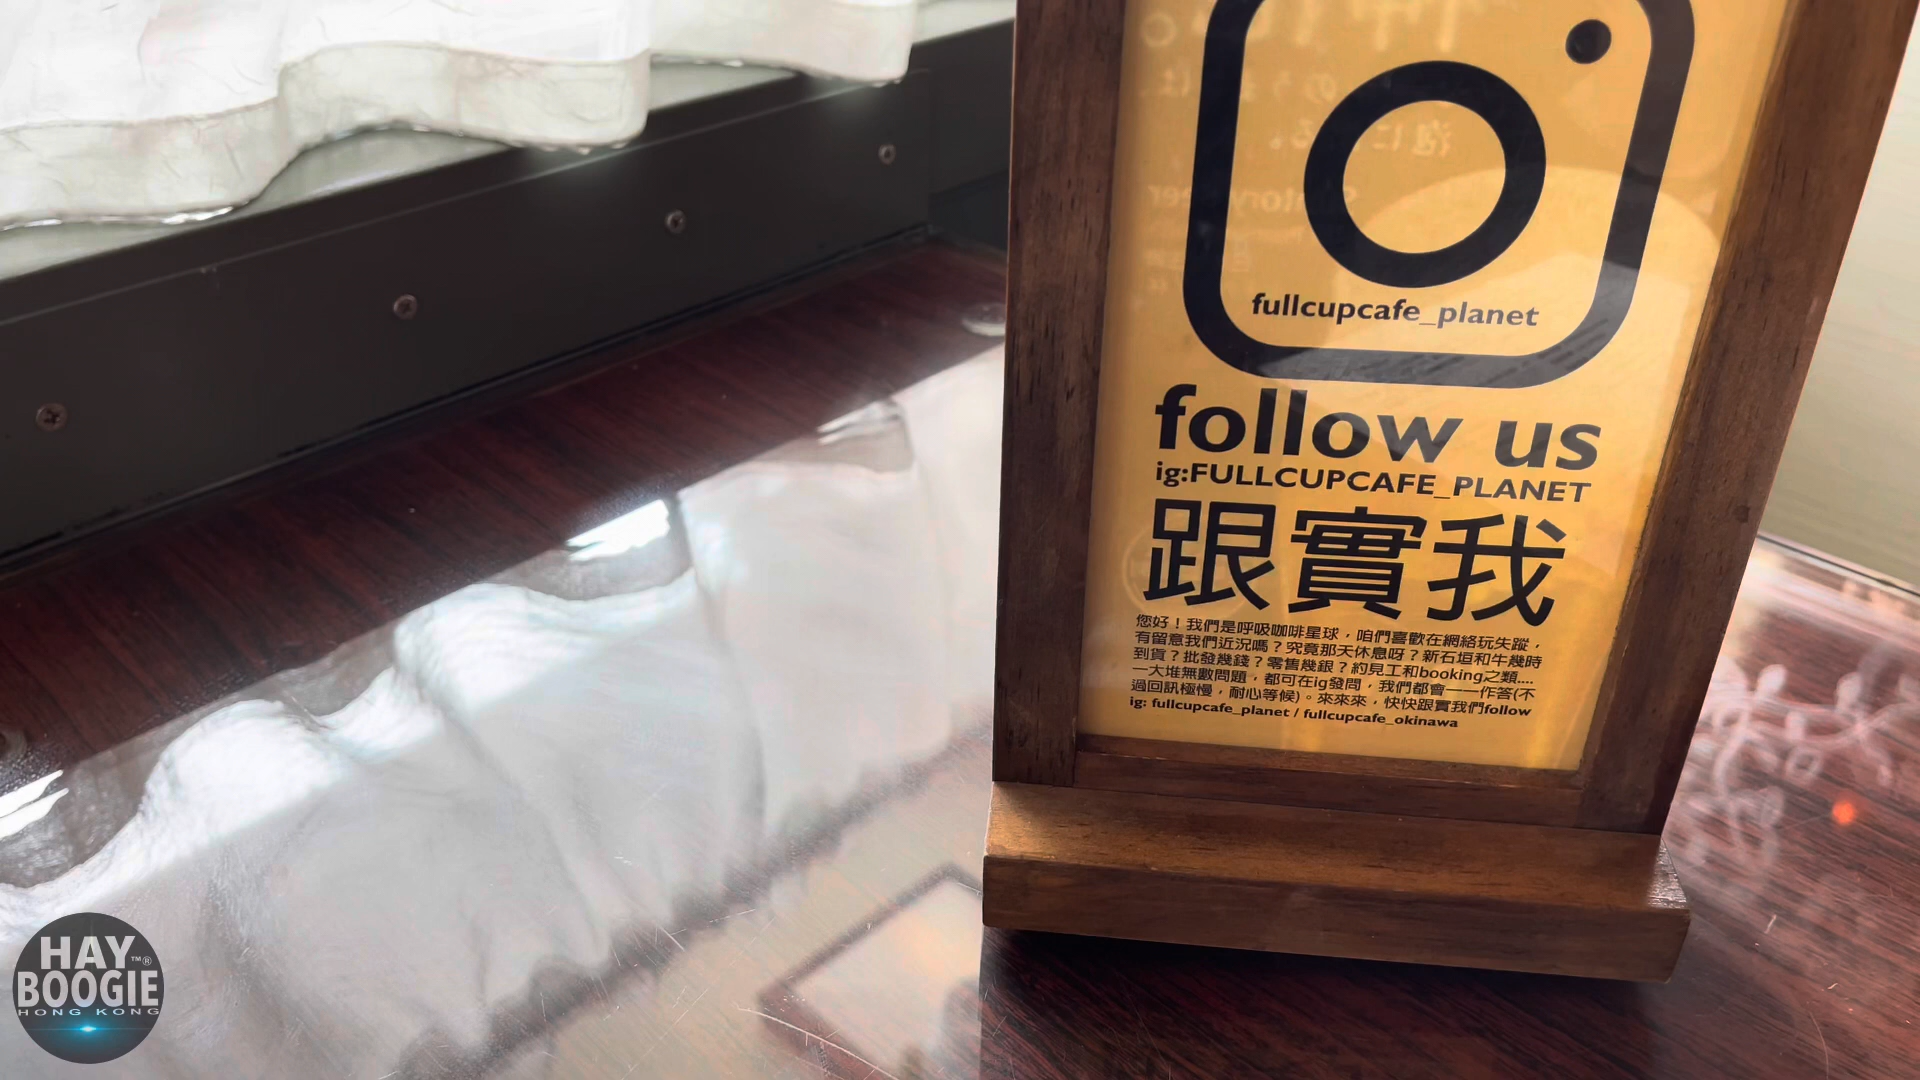 fullcupcafe_planet
follow us
ig:FULLCUPCAFE_PLANET
跟實我
您好！我們是呼吸咖啡星球，咱們喜歡在網絡玩失蹤，
有留意我們近況嗎？究竟那天休息呀？新石垣和牛幾時
到貨？批發幾錢？零售幾銀？約見工和booking之類....
一大堆無數問題，都可在ig發問，我們都會一一作答(不
過回訊極慢，耐心等候)。來來來，快快跟實我們follow
ig: fullcupcafe_planet / fullcupcafe_okinawa
HAY
BOOGIE™®
HONG KONG